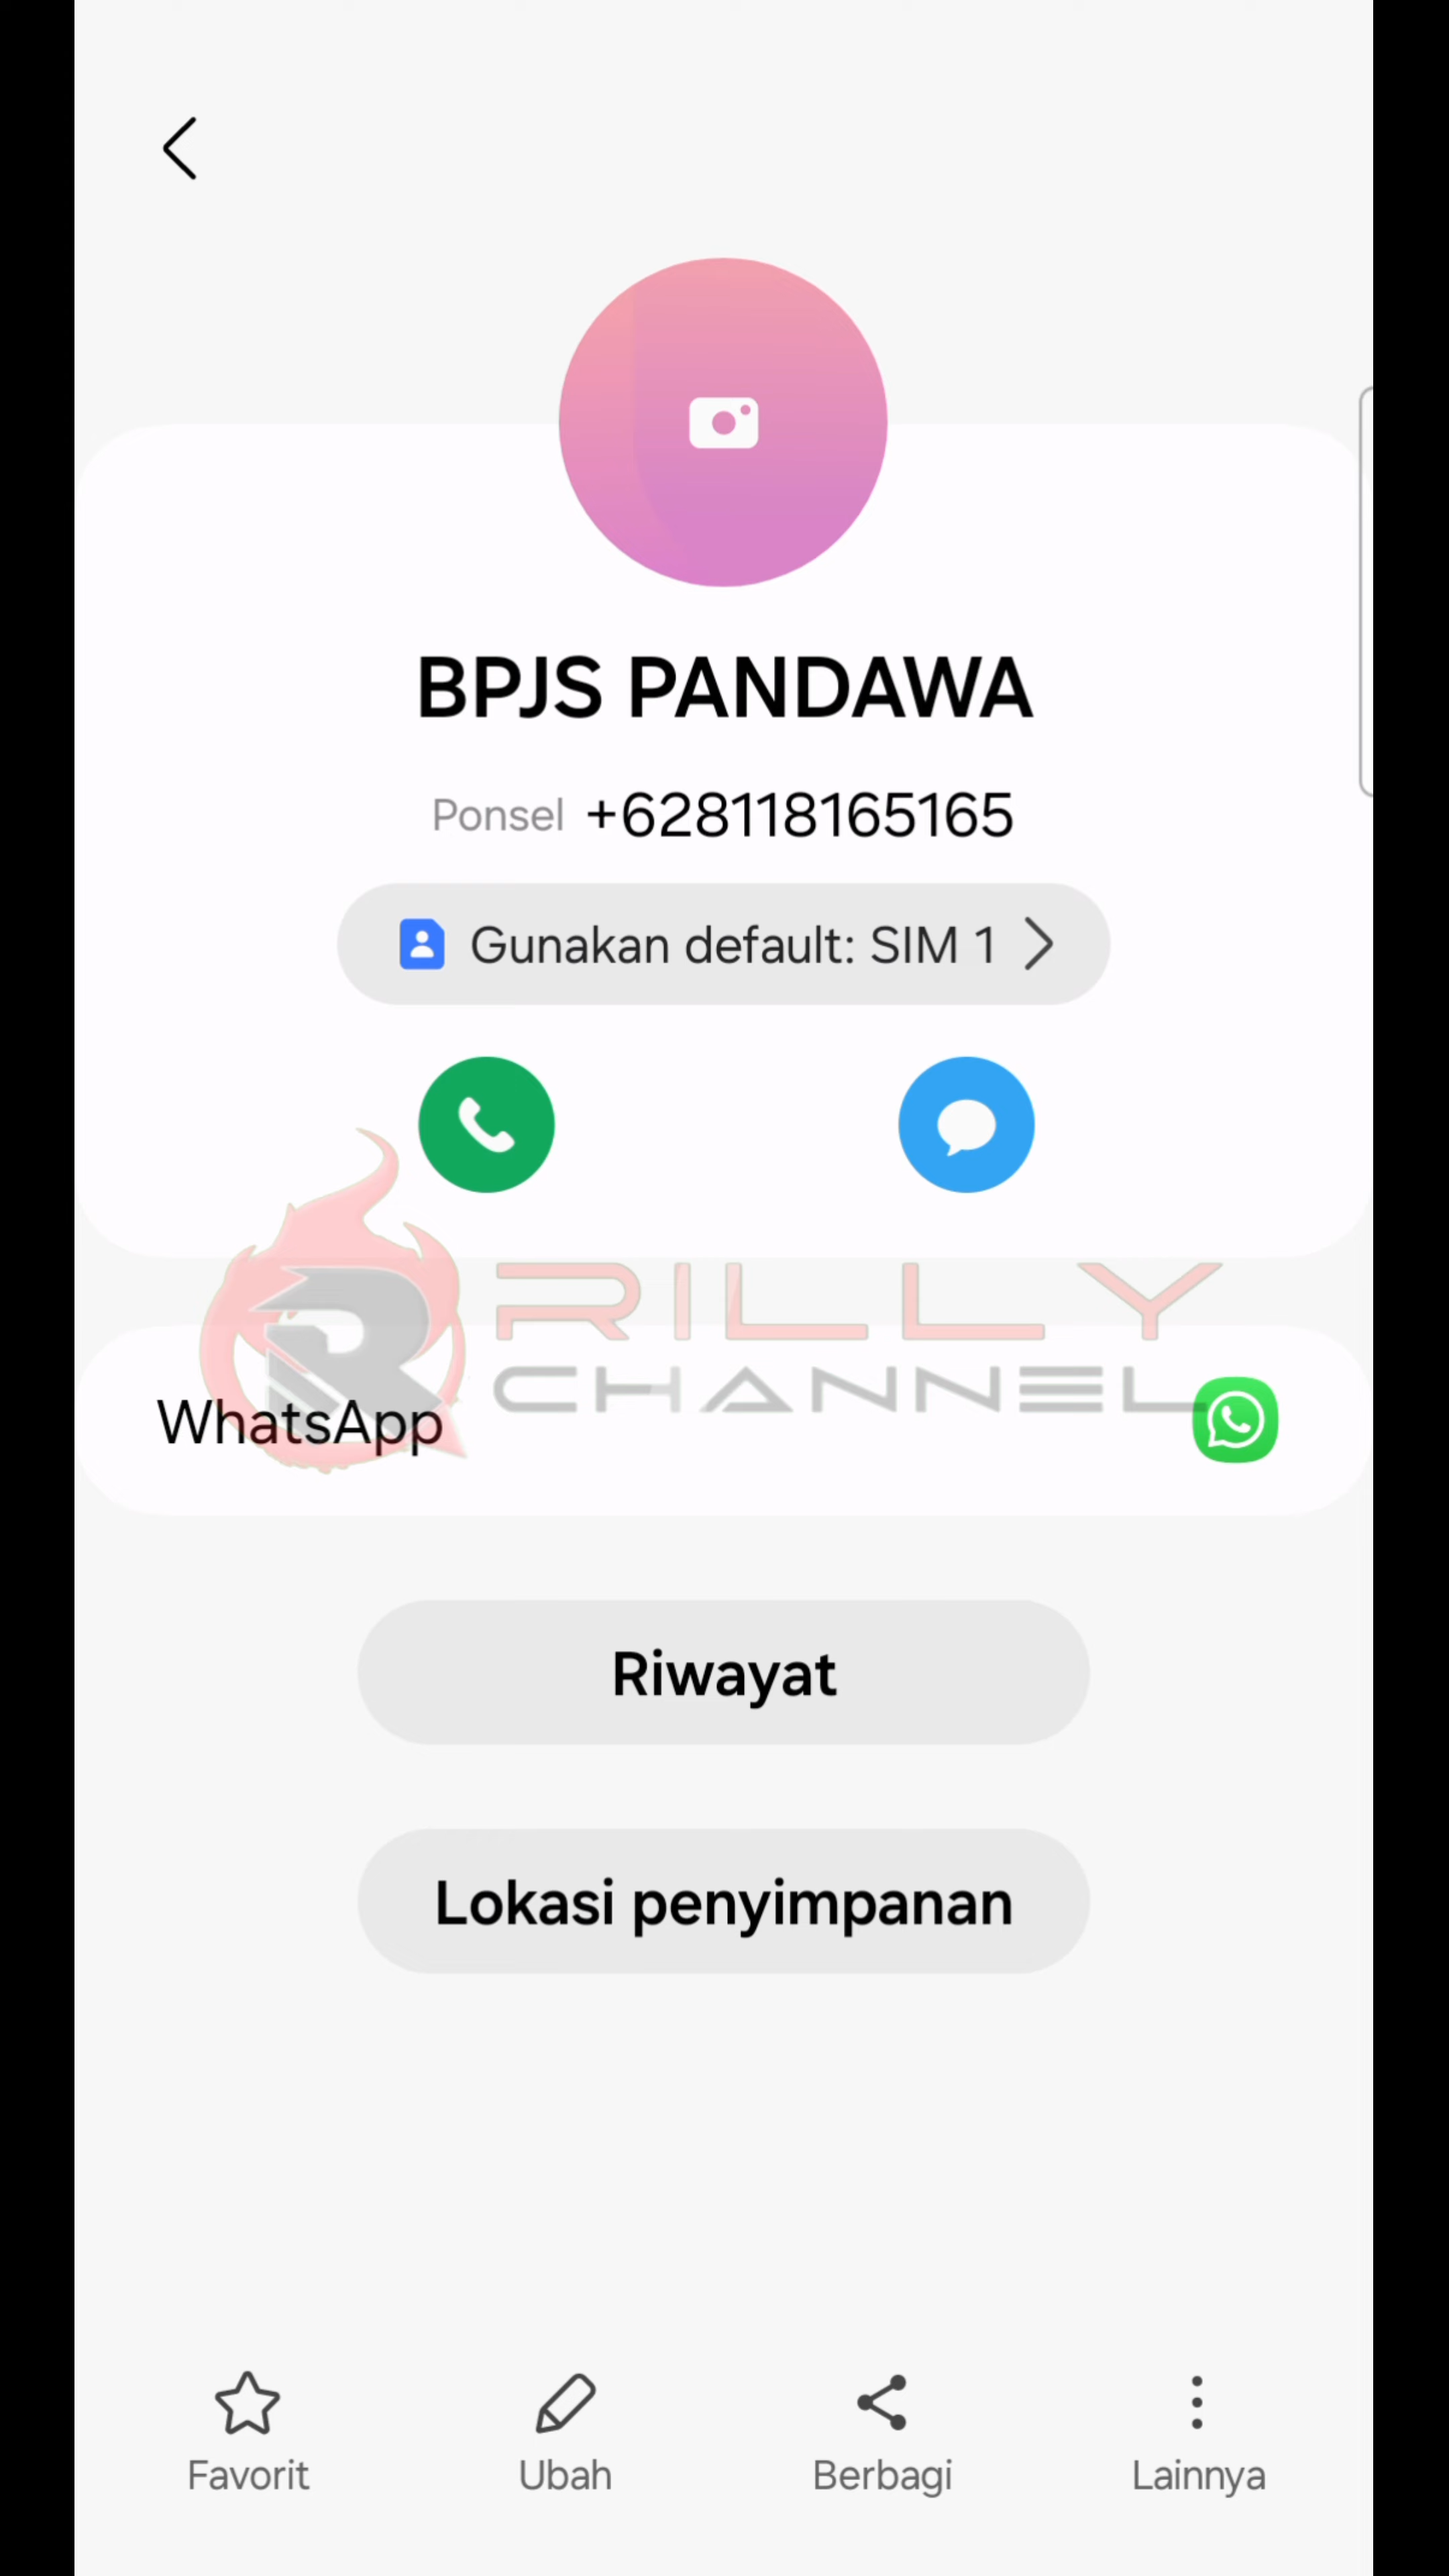 BPJS PANDAWA
Ponsel +628118165165
Gunakan default: SIM 1
RILLY
CHANNEL
WhatsApp
Riwayat
Lokasi penyimpanan
Favorit Ubah Berbagi Lainnya